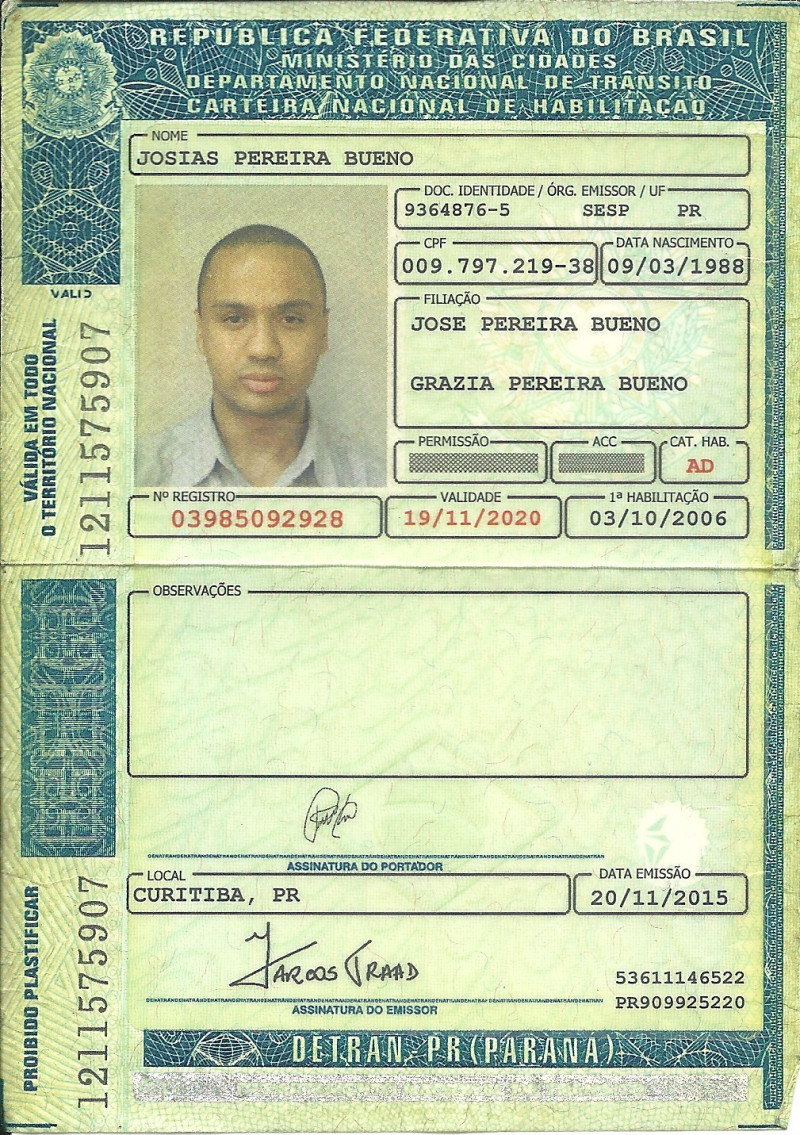 REPÚBLICA FEDERATIVA DO BRASIL
MINISTÉRIO DAS CIDADES
DEPARTAMENTO NACIONAL DE TRÂNSITO
CARTEIRA NACIONAL DE HABILITAÇÃO
NOME
JOSIAS PEREIRA BUENO
DOC. IDENTIDADE / ÓRG. EMISSOR / UF
9364876-5 SESP PR
CPF DATA NASCIMENTO
009.797.219-38 09/03/1988
FILIAÇÃO
JOSE PEREIRA BUENO
GRAZIA PEREIRA BUENO
PERMISSÃO ACC CAT. HAB.
AD
Nº REGISTRO VALIDADE 1ª HABILITAÇÃO
03985092928 19/11/2020 03/10/2006
VÁLIDA EM TODO
O TERRITÓRIO NACIONAL
1211575907
OBSERVAÇÕES
ASSINATURA DO PORTADOR
LOCAL DATA EMISSÃO
CURITIBA, PR 20/11/2015
53611146522
PR909925220
ASSINATURA DO EMISSOR
PROIBIDO PLASTIFICAR
1211575907
DETRAN, PR (PARANÁ)